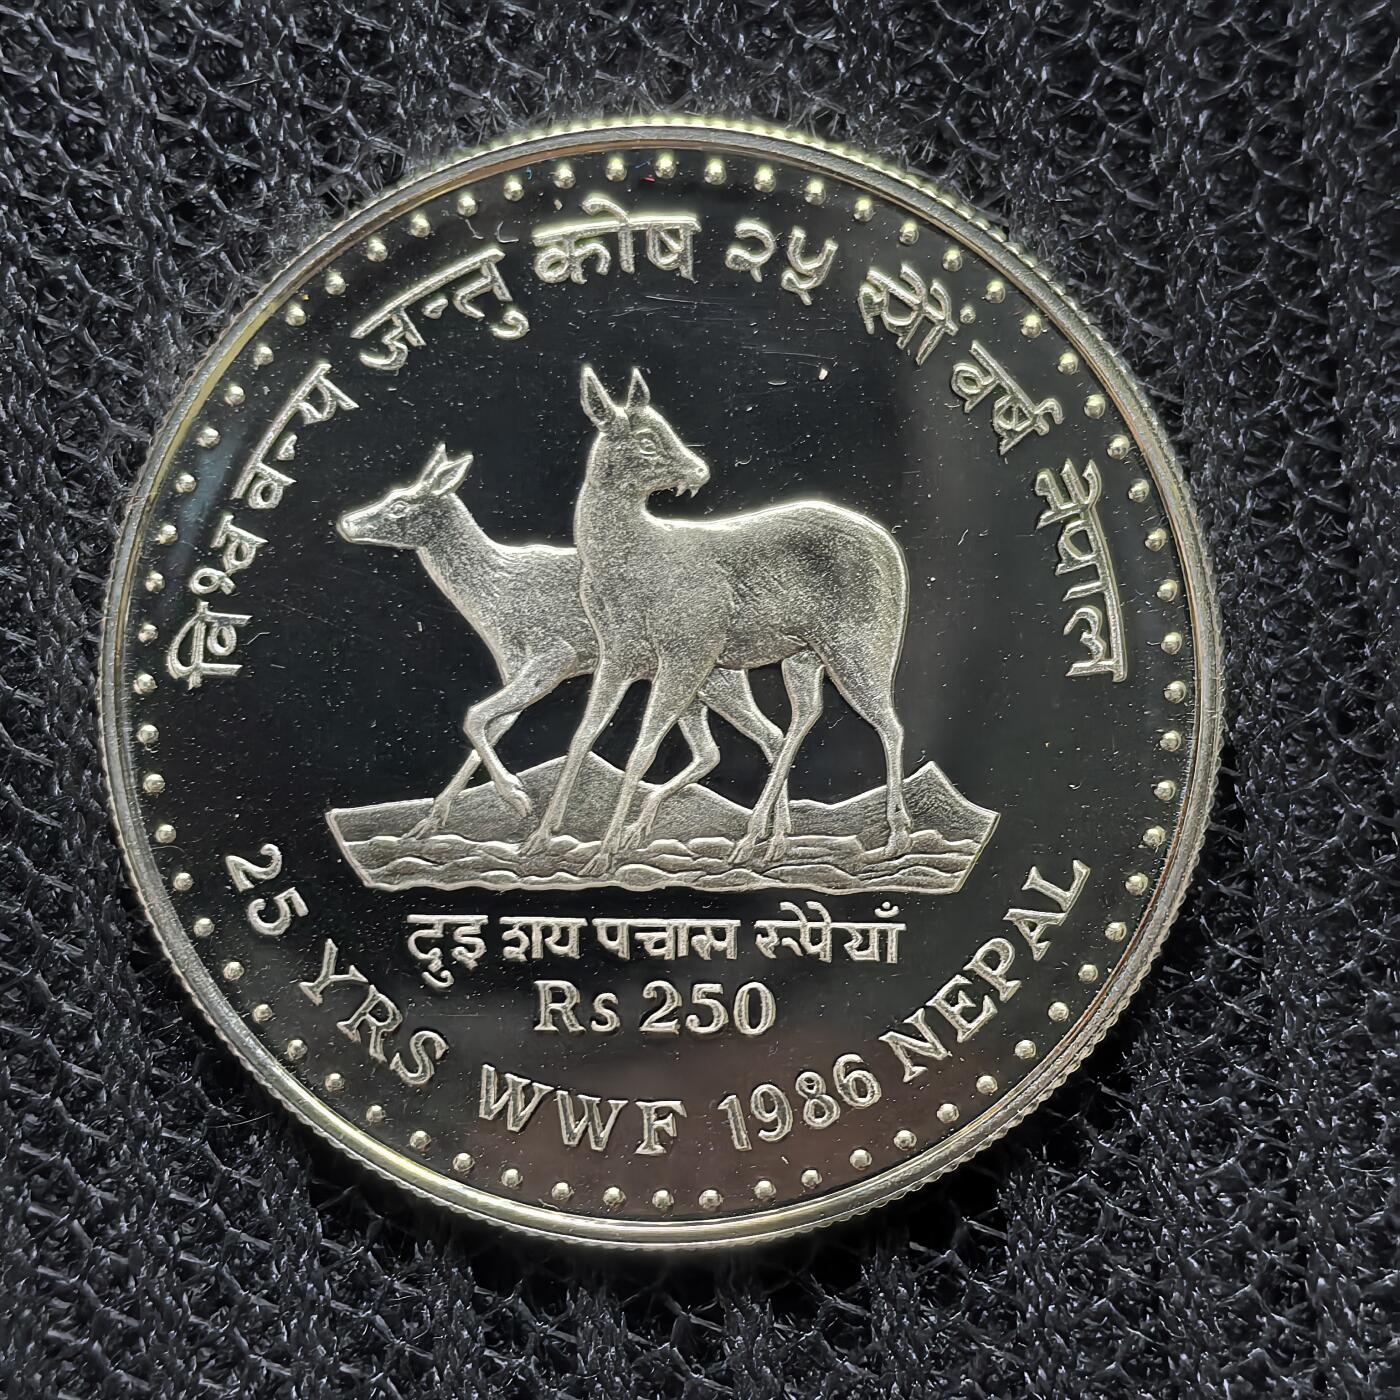 विश्व वन्य जन्तु कोष २५ औं वर्ष नेपाल
दुइ शय पचास रूपैयाँ
Rs 250
25 YRS WWF 1986 NEPAL